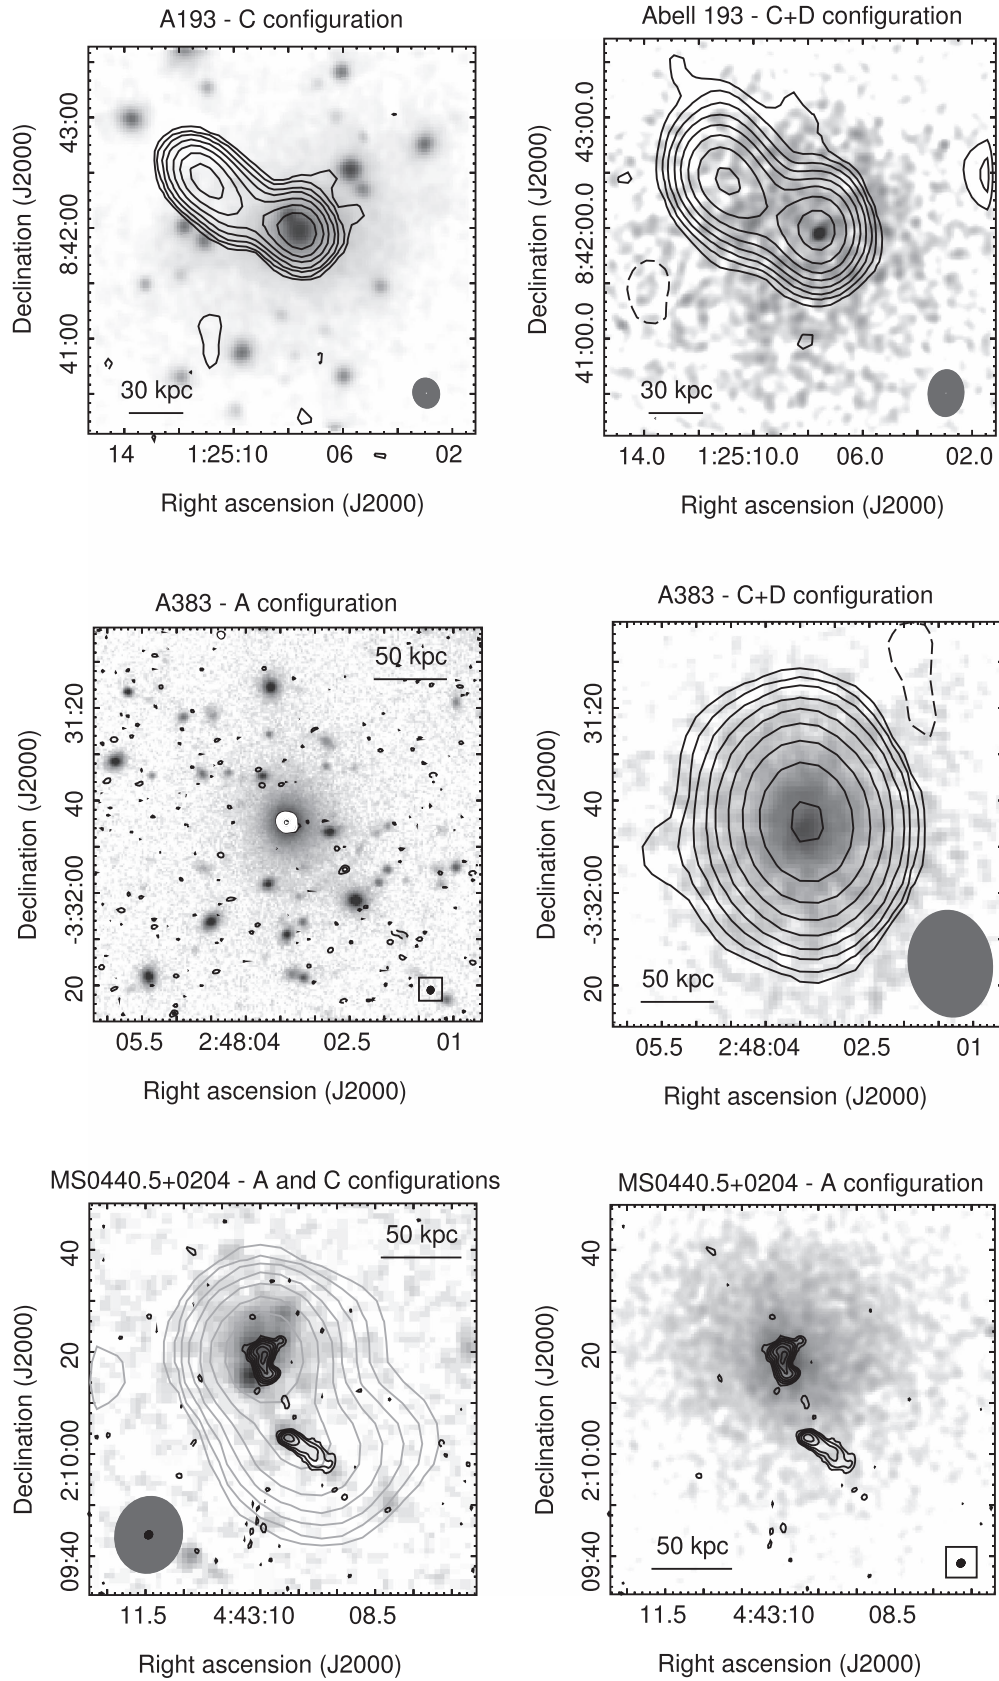 A193 - C configuration
Declination (J2000)
43:00
8:42:00
41:00
30 kpc
14 1:25:10 06 02
Right ascension (J2000)
Abell 193 - C+D configuration
Declination (J2000)
43:00.0
8:42:00.0
41:00.0
30 kpc
14.0 1:25:10.0 06.0 02.0
Right ascension (J2000)
A383 - A configuration
50 kpc
Declination (J2000)
31:20
40
-3:32:00
20
05.5 2:48:04 02.5 01
Right ascension (J2000)
A383 - C+D configuration
Declination (J2000)
31:20
40
-3:32:00
20
50 kpc
05.5 2:48:04 02.5 01
Right ascension (J2000)
MS0440.5+0204 - A and C configurations
50 kpc
Declination (J2000)
40
20
2:10:00
09:40
11.5 4:43:10 08.5
Right ascension (J2000)
MS0440.5+0204 - A configuration
Declination (J2000)
40
20
2:10:00
09:40
50 kpc
11.5 4:43:10 08.5
Right ascension (J2000)